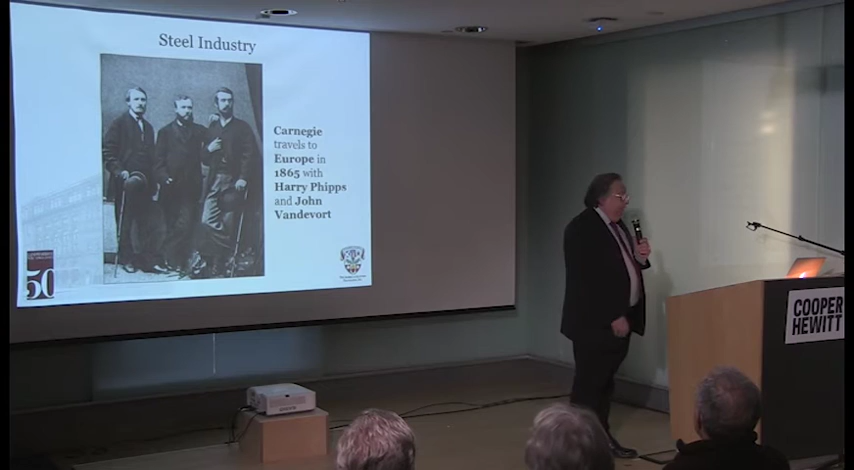 Steel Industry
Carnegie
travels to
Europe in
1865 with
Harry Phipps
and John
Vandevort
50
COOPER
HEWITT